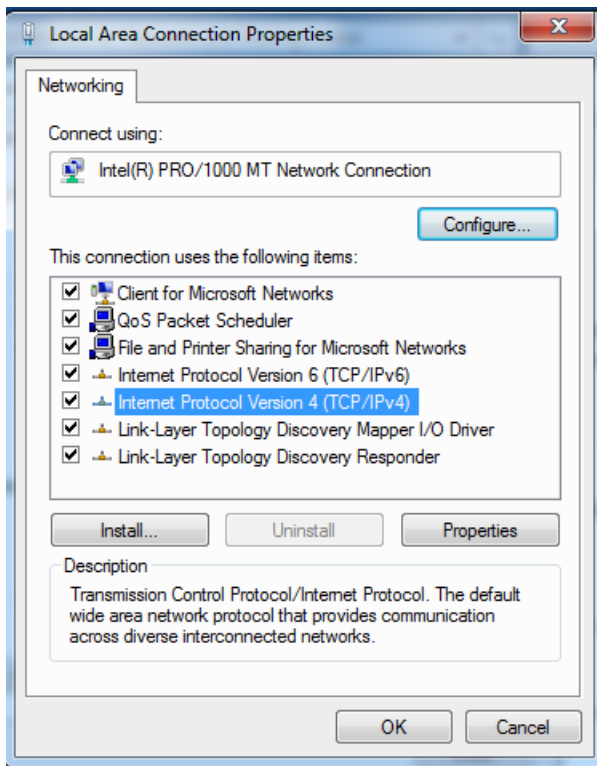 Local Area Connection Properties
Networking
Connect using:
Intel(R) PRO/1000 MT Network Connection
Configure...
This connection uses the following items:
Client for Microsoft Networks
QoS Packet Scheduler
File and Printer Sharing for Microsoft Networks
Internet Protocol Version 6 (TCP/IPv6)
Internet Protocol Version 4 (TCP/IPv4)
Link-Layer Topology Discovery Mapper I/O Driver
Link-Layer Topology Discovery Responder
Install... Uninstall Properties
Description
Transmission Control Protocol/Internet Protocol. The default
wide area network protocol that provides communication
across diverse interconnected networks.
OK Cancel